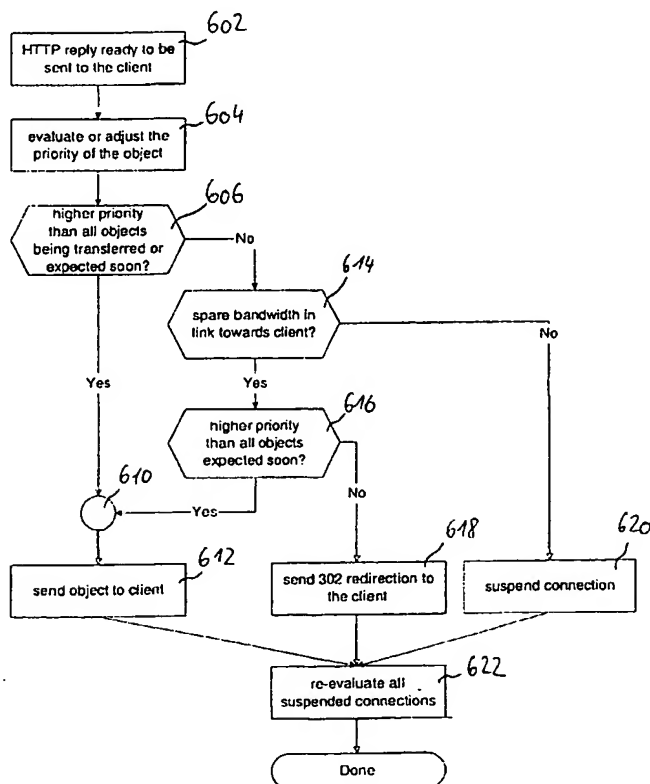 602
HTTP reply ready to be
sent to the client
604
evaluate or adjust the
priority of the object
606
higher priority
than all objects
being transferred or
expected soon?
No
614
spare bandwidth in
link towards client?
No
Yes
Yes
616
higher priority
than all objects
expected soon?
610
Yes
No
618
620
612
send object to client
send 302 redirection to
the client
suspend connection
622
re-evaluate all
suspended connections
Done